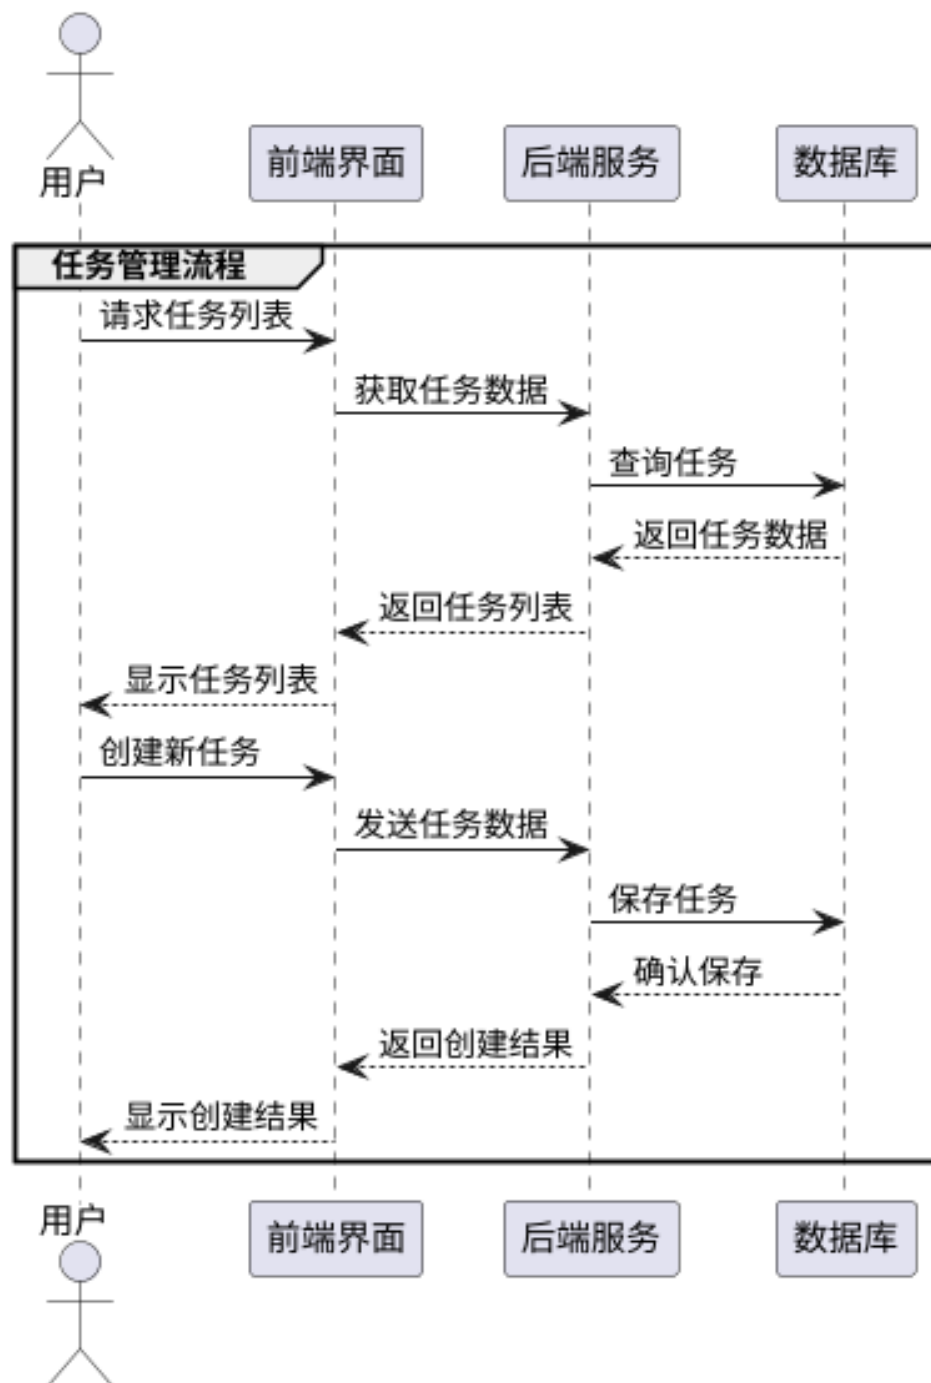 用户
前端界面
后端服务
数据库
任务管理流程
请求任务列表
获取任务数据
查询任务
返回任务数据
返回任务列表
显示任务列表
创建新任务
发送任务数据
保存任务
确认保存
返回创建结果
显示创建结果
用户
前端界面
后端服务
数据库